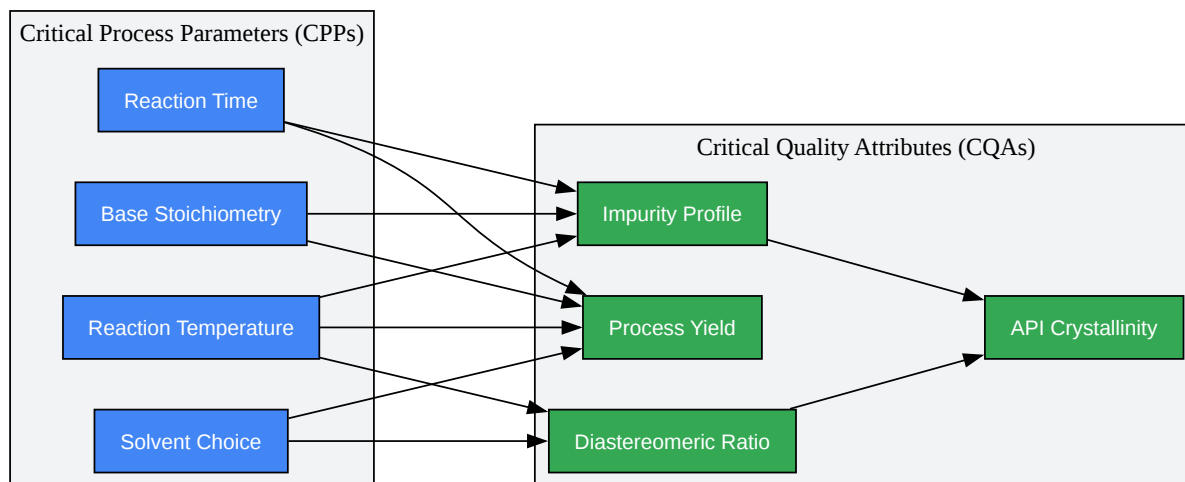 Critical Process Parameters (CPPs)
Reaction Time
Base Stoichiometry
Reaction Temperature
Solvent Choice
Critical Quality Attributes (CQAs)
Impurity Profile
Process Yield
Diastereomeric Ratio
API Crystallinity